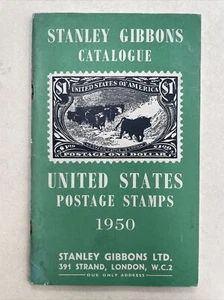 STANLEY GIBBONS
CATALOGUE
UNITED STATES OF AMERICA
$1 $1
POSTAGE ONE DOLLAR
UNITED STATES
POSTAGE STAMPS
1950
STANLEY GIBBONS LTD.
391 STRAND, LONDON, W.C.2
OUR ONLY ADDRESS